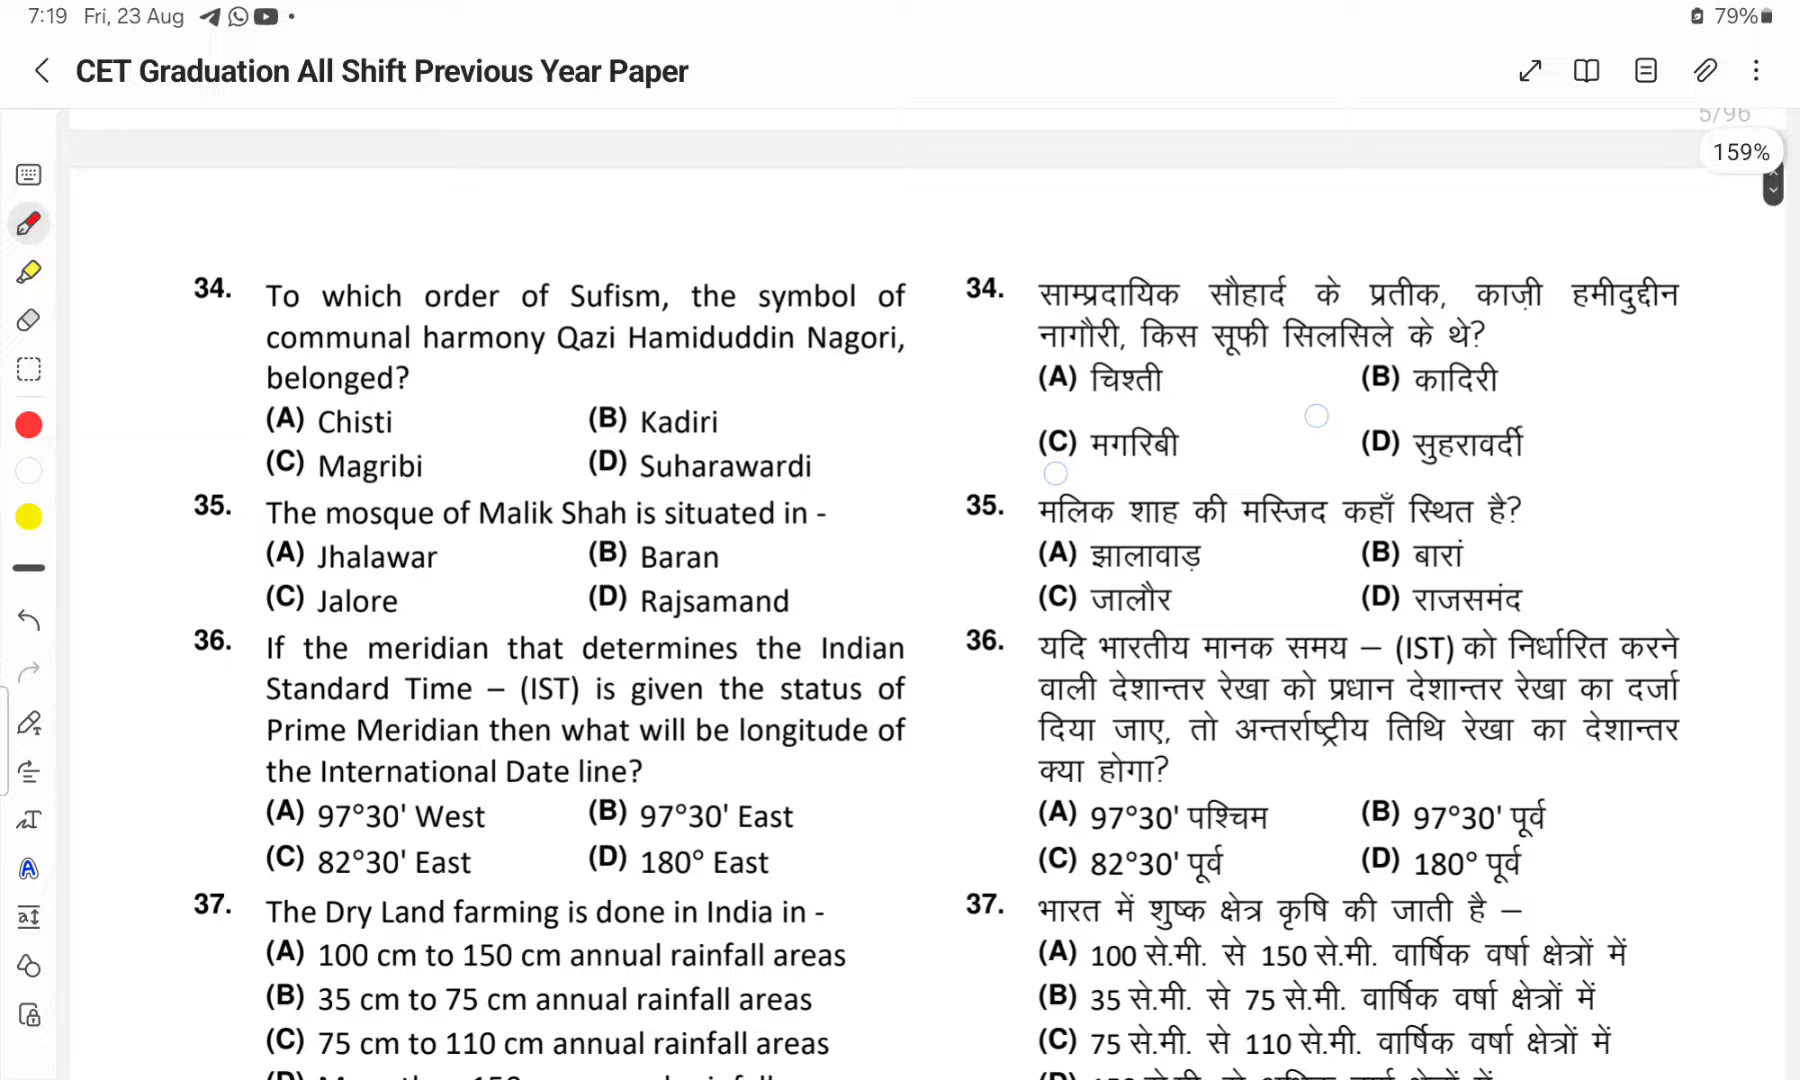 7:19 Fri, 23 Aug
79%
CET Graduation All Shift Previous Year Paper
5/96
159%
34. To which order of Sufism, the symbol of
communal harmony Qazi Hamiduddin Nagori,
belonged?
(A) Chisti (B) Kadiri
(C) Magribi (D) Suharawardi
35. The mosque of Malik Shah is situated in -
(A) Jhalawar (B) Baran
(C) Jalore (D) Rajsamand
36. If the meridian that determines the Indian
Standard Time – (IST) is given the status of
Prime Meridian then what will be longitude of
the International Date line?
(A) 97°30' West (B) 97°30' East
(C) 82°30' East (D) 180° East
37. The Dry Land farming is done in India in -
(A) 100 cm to 150 cm annual rainfall areas
(B) 35 cm to 75 cm annual rainfall areas
(C) 75 cm to 110 cm annual rainfall areas
34. साम्प्रदायिक सौहार्द के प्रतीक, काज़ी हमीदुद्दीन
नागौरी, किस सूफी सिलसिले के थे?
(A) चिश्ती (B) कादिरी
(C) मगरिबी (D) सुहरावर्दी
35. मलिक शाह की मस्जिद कहाँ स्थित है?
(A) झालावाड़ (B) बारां
(C) जालौर (D) राजसमंद
36. यदि भारतीय मानक समय – (IST) को निर्धारित करने
वाली देशान्तर रेखा को प्रधान देशान्तर रेखा का दर्जा
दिया जाए, तो अन्तर्राष्ट्रीय तिथि रेखा का देशान्तर
क्या होगा?
(A) 97°30' पश्चिम (B) 97°30' पूर्व
(C) 82°30' पूर्व (D) 180° पूर्व
37. भारत में शुष्क क्षेत्र कृषि की जाती है –
(A) 100 से.मी. से 150 से.मी. वार्षिक वर्षा क्षेत्रों में
(B) 35 से.मी. से 75 से.मी. वार्षिक वर्षा क्षेत्रों में
(C) 75 से.मी. से 110 से.मी. वार्षिक वर्षा क्षेत्रों में